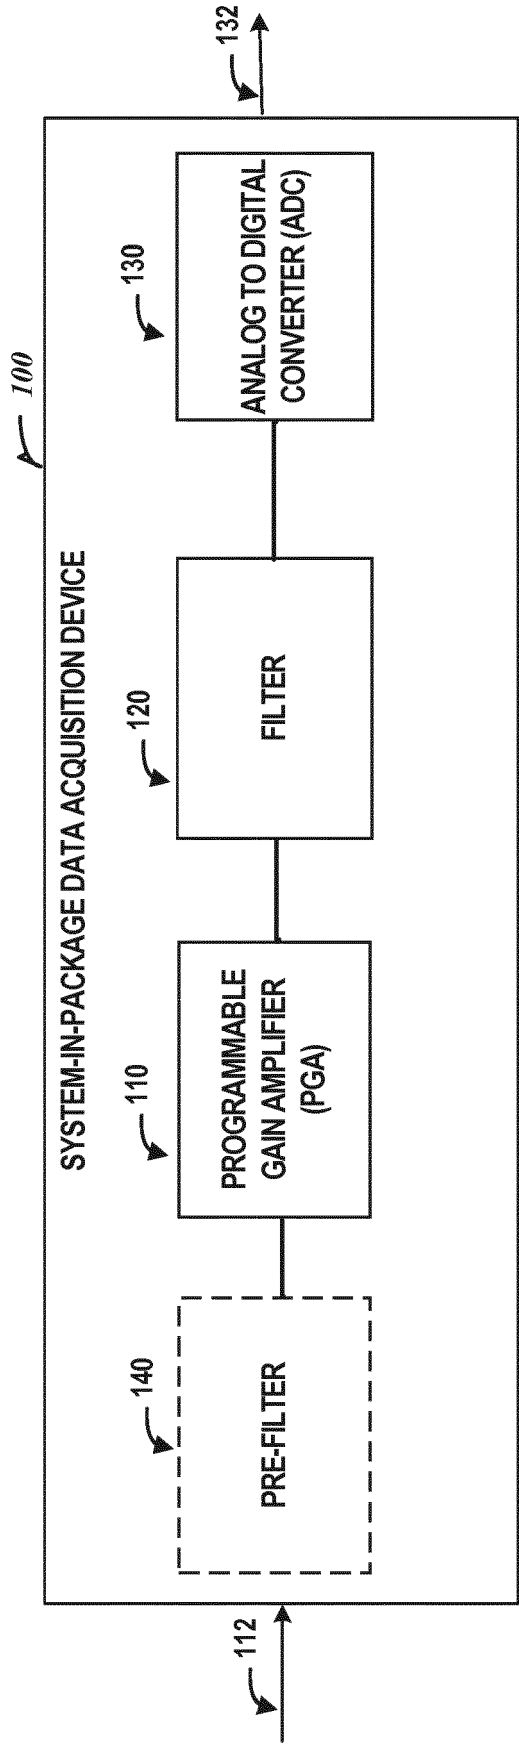 100
SYSTEM-IN-PACKAGE DATA ACQUISITION DEVICE
112
140
PRE-FILTER
110
PROGRAMMABLE
GAIN AMPLIFIER
(PGA)
120
FILTER
130
ANALOG TO DIGITAL
CONVERTER (ADC)
132